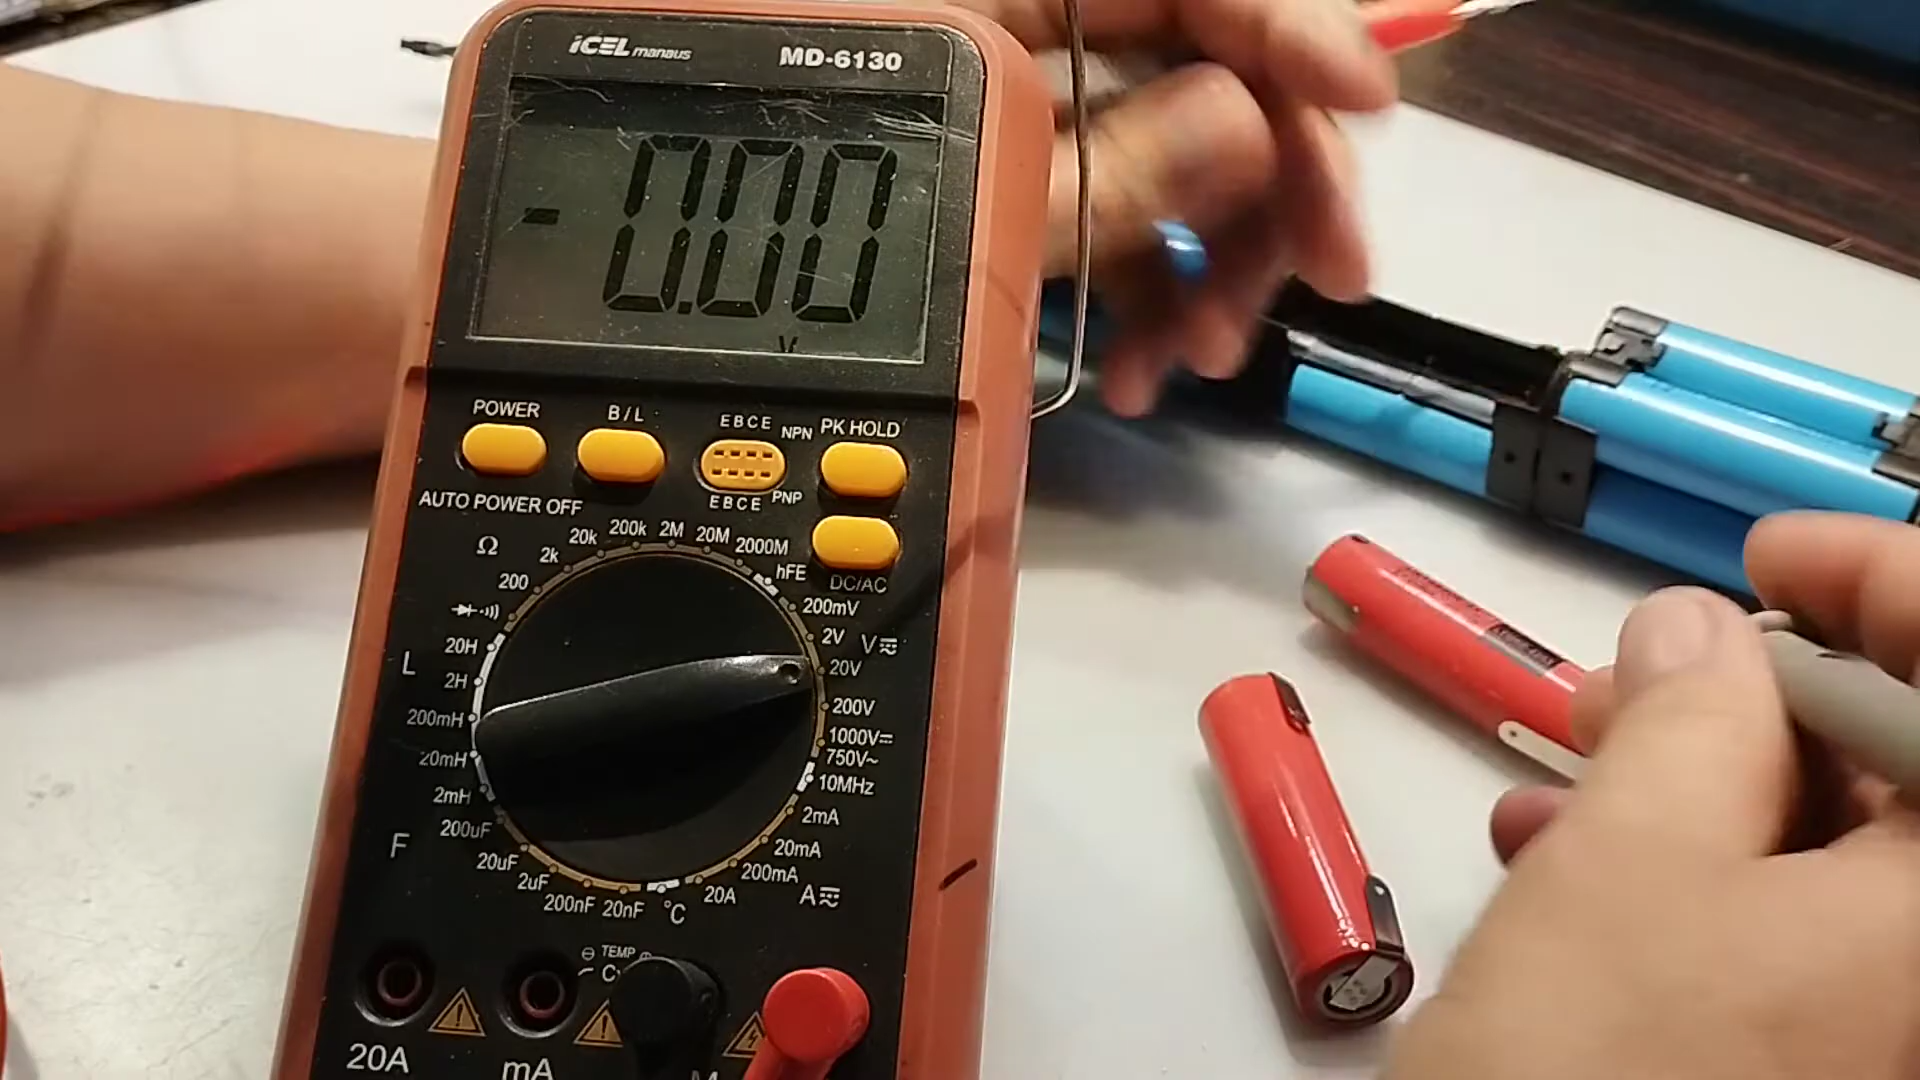 iCEL manaus MD-6130
-0.00
V
POWER B/L EBCE NPN PK HOLD
AUTO POWER OFF EBCE PNP
DC/AC
Ω 200 2k 20k 200k 2M 20M 2000M hFE
200mV
2V V
20V
200V
1000V
750V~
10MHz
2mA
20mA
200mA
20A A
°C
20nF
200nF
2uF
20uF
200uF F
2mH
20mH
200mH
2H L
20H
TEMP
20A mA